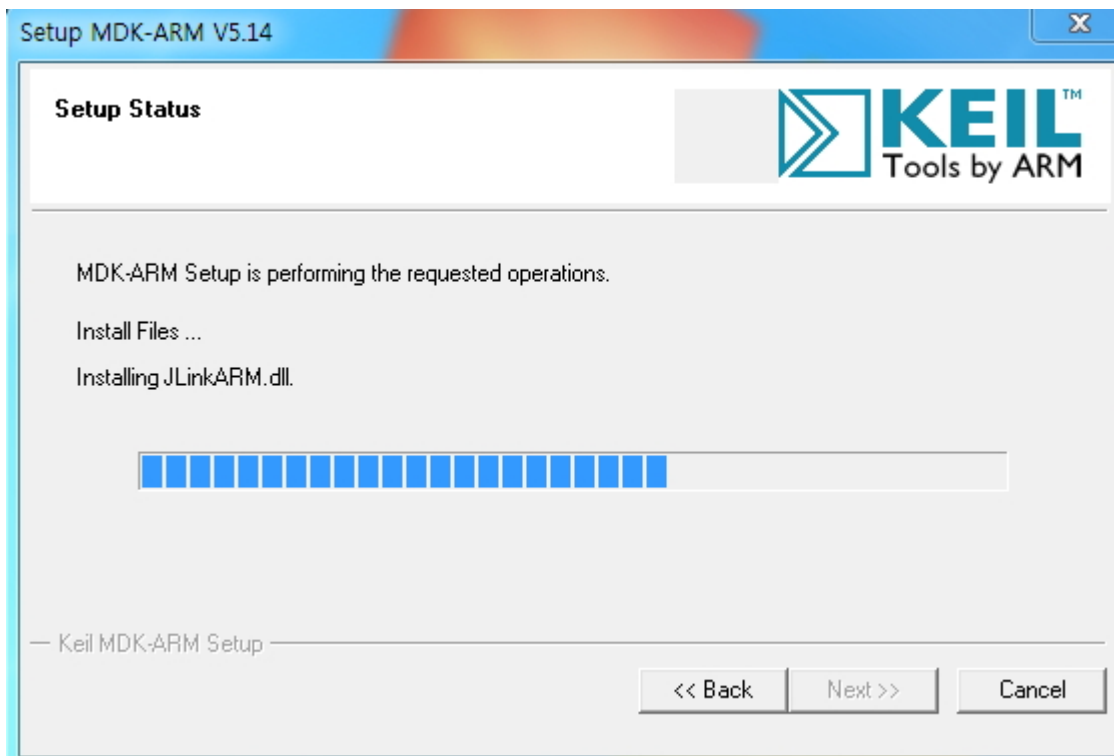 Setup MDK-ARM V5.14
Setup Status
KEIL™
Tools by ARM
MDK-ARM Setup is performing the requested operations.
Install Files ...
Installing JLinkARM.dll.
Keil MDK-ARM Setup
<< Back
Next >>
Cancel